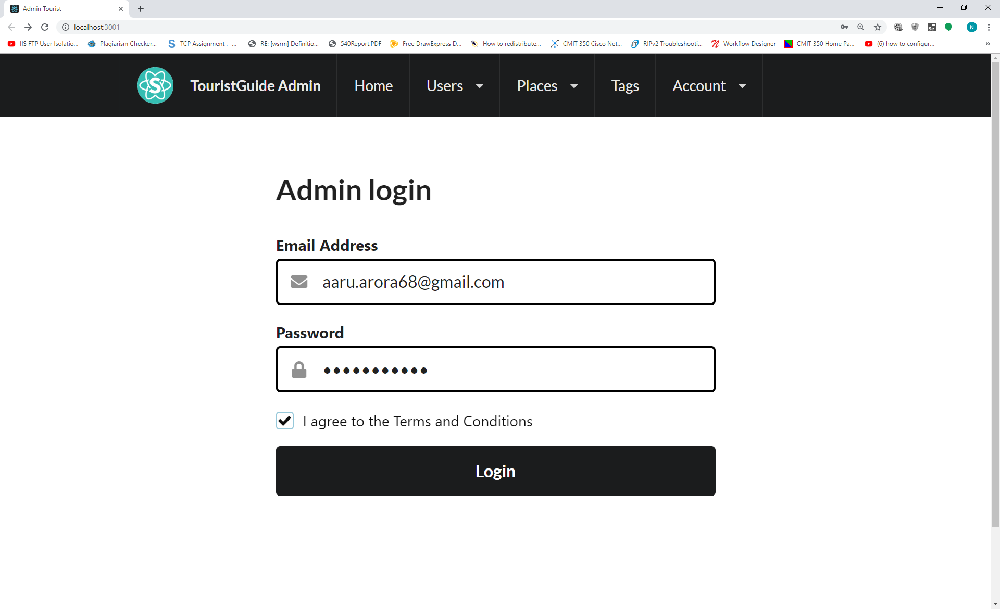 Admin Tourist
localhost:3001
IIS FTP User Isolatio... Plagiarism Checker... TCP Assignment . -... RE: [wsrm] Definitio... 540Report.PDF Free DrawExpress D... How to redistribute... CMIT 350 Cisco Net... RIPv2 Troubleshooti... Workflow Designer CMIT 350 Home Pa... (6) how to configur... »
TouristGuide Admin Home Users Places Tags Account
Admin login
Email Address
aaru.arora68@gmail.com
Password
•••••••••••
I agree to the Terms and Conditions
Login